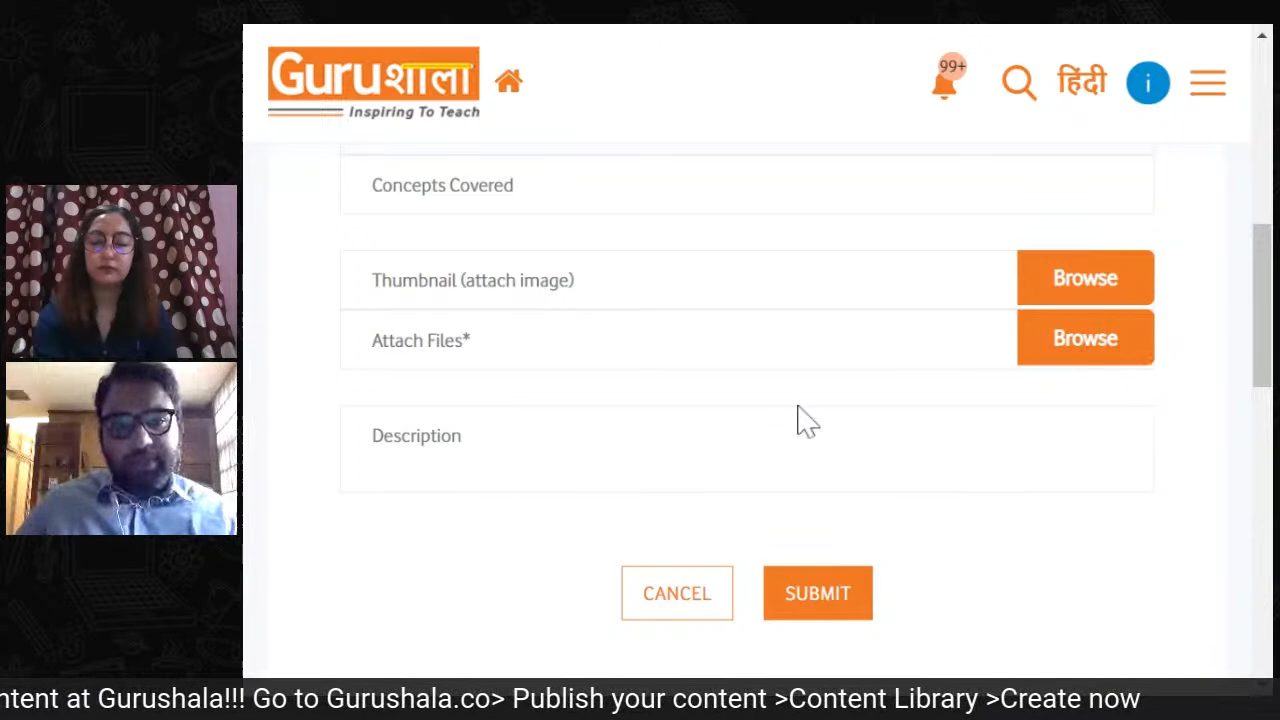 Guruशाला
Inspiring To Teach
99+
हिंदी
i
Concepts Covered
Thumbnail (attach image)
Browse
Attach Files*
Browse
Description
CANCEL
SUBMIT
at Gurushala!!! Go to Gurushala.co> Publish your content >Content Library >Create now